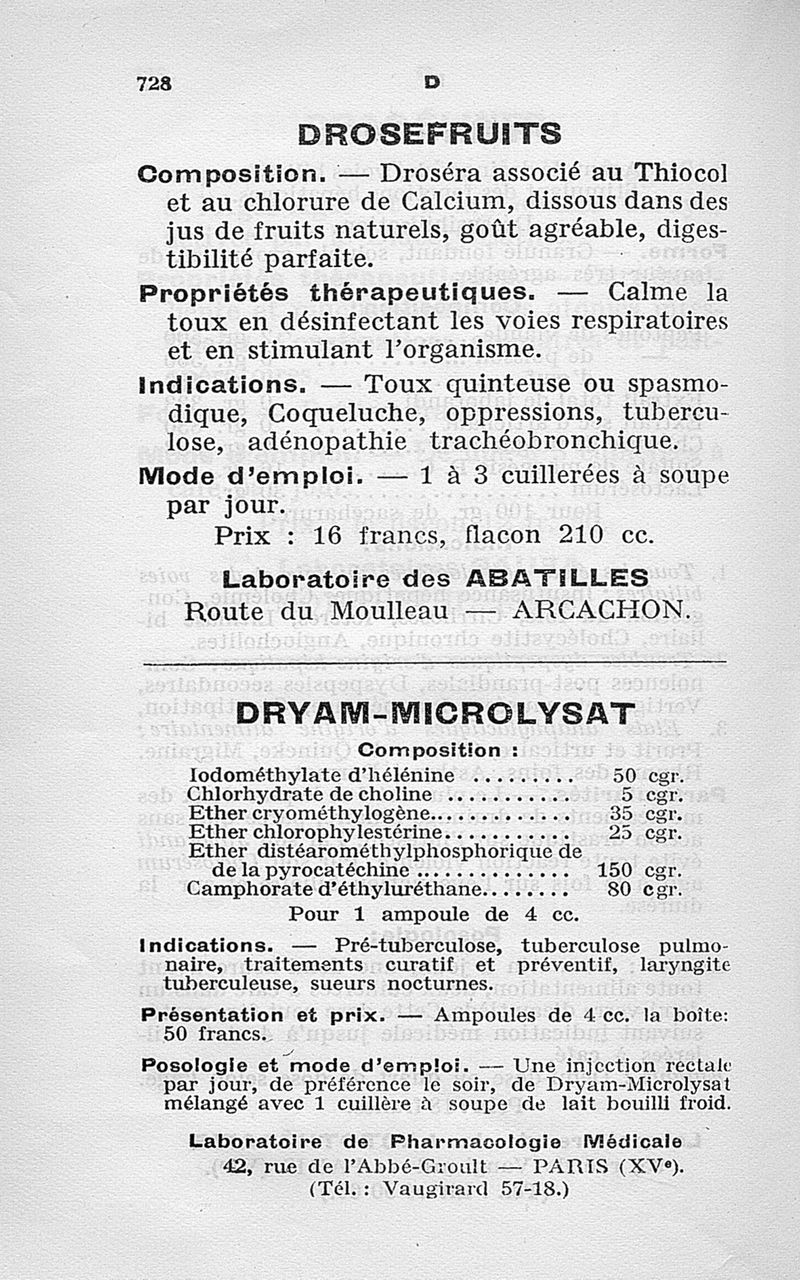 728 D
DROSEFRUITS
Composition. — Droséra associé au Thiocol
et au chlorure de Calcium, dissous dans des
jus de fruits naturels, goût agréable, diges-
tibilité parfaite.
Propriétés thérapeutiques. — Calme la
toux en désinfectant les voies respiratoires
et en stimulant l'organisme.
Indications. — Toux quinteuse ou spasmo-
dique, Coqueluche, oppressions, tubercu-
lose, adénopathie trachéobronchique.
Mode d'emploi. — 1 à 3 cuillerées à soupe
par jour.
Prix : 16 francs, flacon 210 cc.
Laboratoire des ABATILLES
Route du Moulleau — ARCACHON.
DRYAM-MICROLYSAT
Composition :
Iodométhylate d'hélénine ......... 50 cgr.
Chlorhydrate de choline ........... 5 cgr.
Ether cryométhylogène............. 35 cgr.
Ether chlorophylestérine........... 25 cgr.
Ether distéarométhylphosphorique de
de la pyrocatéchine .............. 150 cgr.
Camphorate d'éthyluréthane........ 80 cgr.
Pour 1 ampoule de 4 cc.
Indications. — Pré-tuberculose, tuberculose pulmo-
naire, traitements curatif et préventif, laryngite
tuberculeuse, sueurs nocturnes.
Présentation et prix. — Ampoules de 4 cc. la boîte:
50 francs.
Posologie et mode d'emploi. — Une injection rectale
par jour, de préférence le soir, de Dryam-Microlysat
mélangé avec 1 cuillère à soupe de lait bouilli froid.
Laboratoire de Pharmacologie Médicale
42, rue de l'Abbé-Groult — PARIS (XVe).
(Tél. : Vaugirard 57-18.)